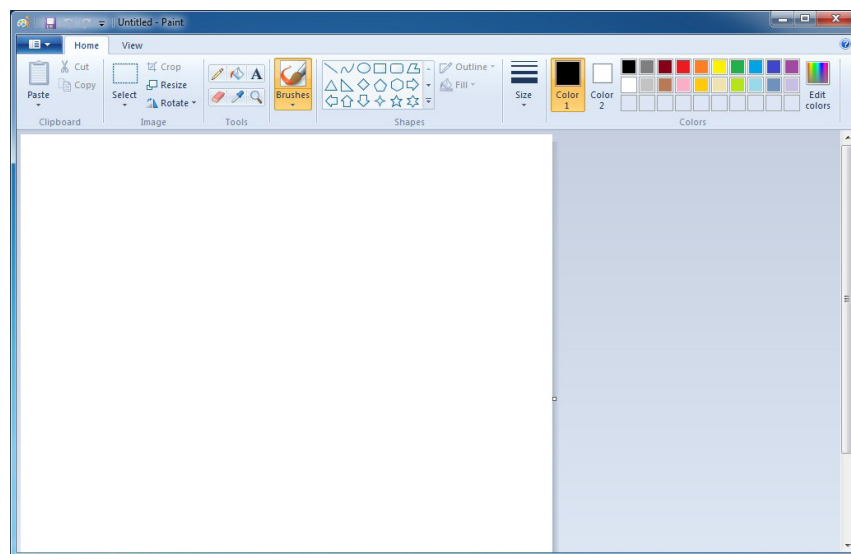 Untitled - Paint
Home View
Cut
Copy
Paste
Clipboard
Crop
Resize
Rotate
Select
Image
A
Tools
Brushes
Outline
Fill
Shapes
Size
Color 1
Color 2
Edit colors
Colors